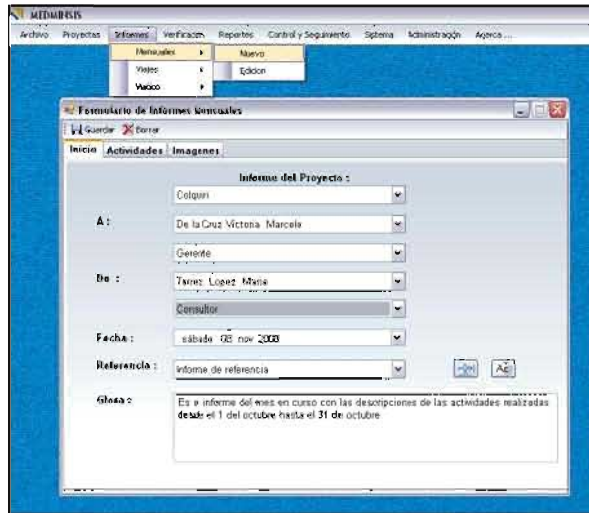 MEDMINSIS
Archivo Proyectos Informes Verificacion Reportes Control y Seguimiento Sistema Administración Agerca ...
Mensuales Nuevo
Viajes Edicion
Viatico
Formulario de Informes Mensuales
Guardar Borrar
Inicio Actividades Imagenes
Informe del Proyecto :
Colquiri
A : De la Cruz Victoria Marcela
Gerente
De : Torrez Lopez Maria
Consultor
Fecha : sábado 08 nov 2008
Referencia : Informe de referencia
Glosa : Es e informe del mes en curso con las descripciones de las actividades realizadas
desde el 1 del octubre hasta el 31 de octubre